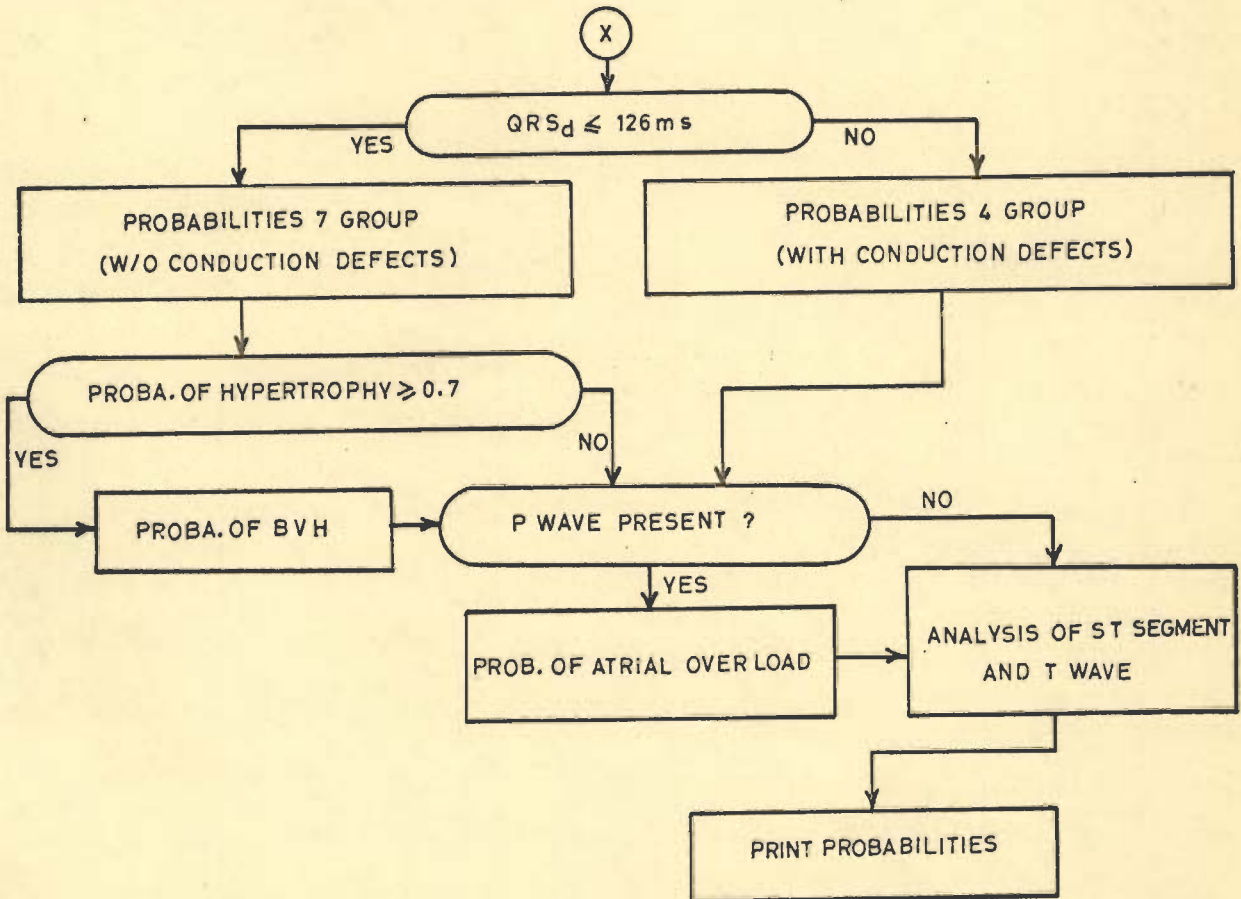 X
QRSd ⩽ 126ms
YES
NO
PROBABILITIES 7 GROUP
(W/O CONDUCTION DEFECTS)
PROBABILITIES 4 GROUP
(WITH CONDUCTION DEFECTS)
PROBA. OF HYPERTROPHY ⩾ 0.7
YES
NO
PROBA. OF BVH
P WAVE PRESENT ?
NO
YES
PROB. OF ATRIAL OVER LOAD
ANALYSIS OF ST SEGMENT
AND T WAVE
PRINT PROBABILITIES